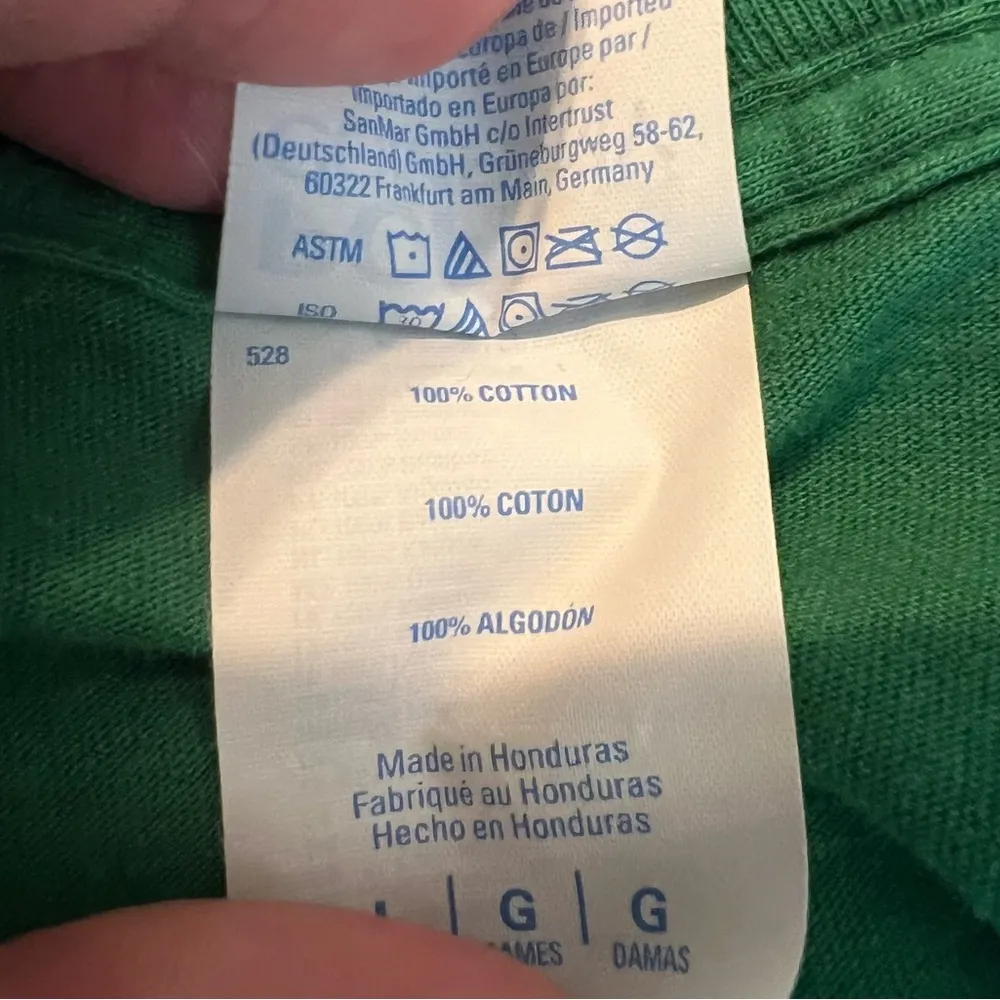 de / Imported
en Europe par /
Importado en Europa por:
SanMar GmbH c/o Intertrust
(Deutschland) GmbH, Grüneburgweg 58-62,
60322 Frankfurt am Main, Germany
ASTM
ISO
30
528
100% COTTON
100% COTON
100% ALGODÓN
Made in Honduras
Fabriqué au Honduras
Hecho en Honduras
| G | G
DAMAS